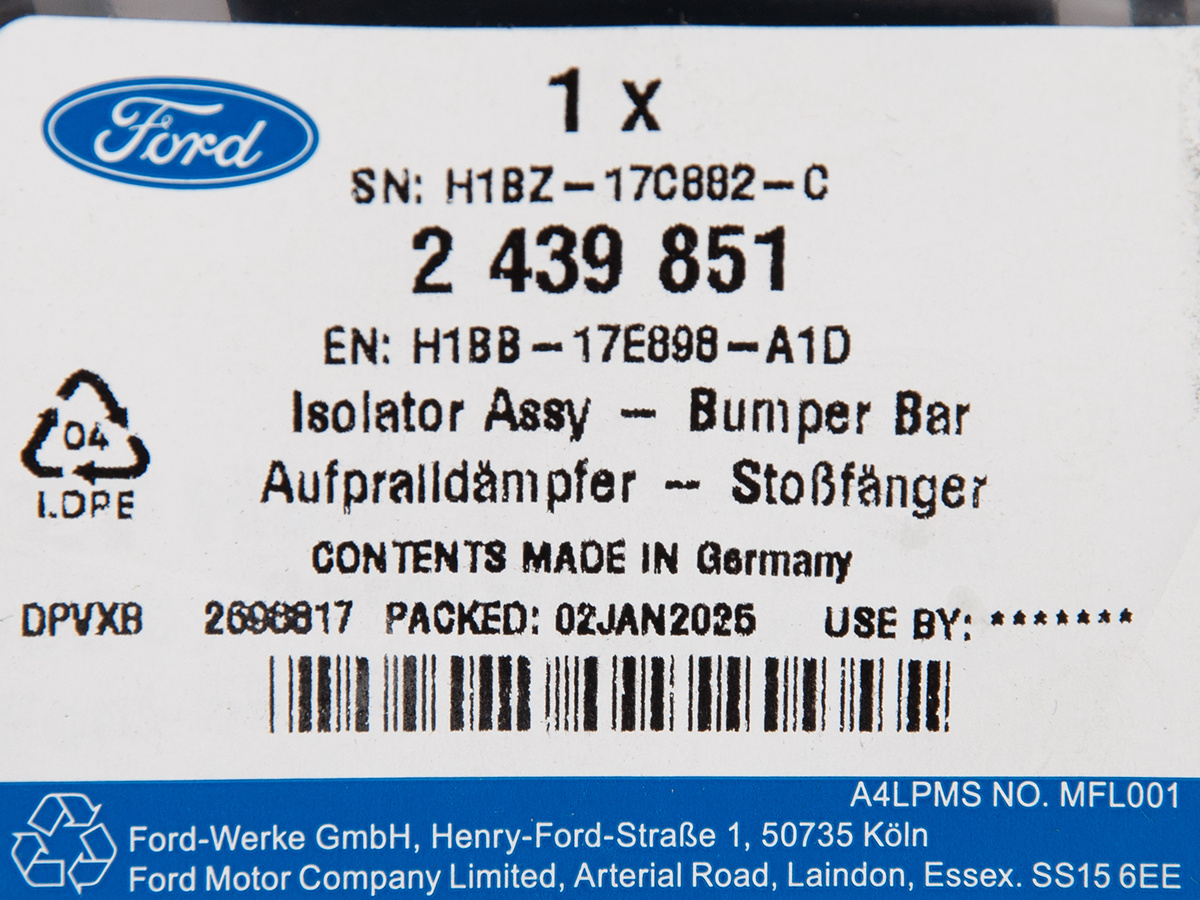 Ford
1 x
SN: H1BZ-17C882-C
2 439 851
EN: H1BB-17E898-A1D
Isolator Assy - Bumper Bar
Aufpralldämpfer - Stoßfänger
04
LDPE
CONTENTS MADE IN Germany
DPVXB PACKED: 02JAN2025 USE BY: *******
A4LPMS NO. MFL001
Ford-Werke GmbH, Henry-Ford-Straße 1, 50735 Köln
Ford Motor Company Limited, Arterial Road, Laindon, Essex. SS15 6EE